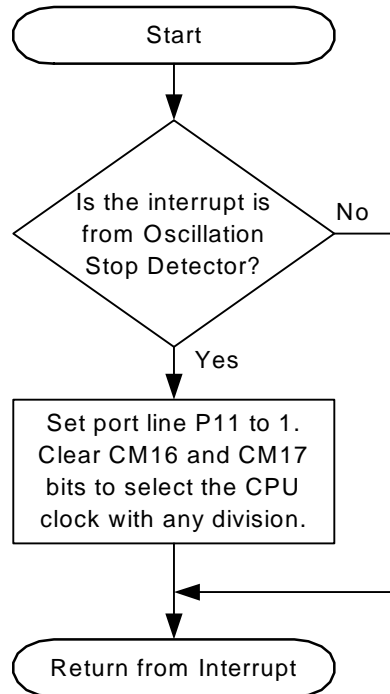 Start
Is the interrupt is
from Oscillation
Stop Detector?
No
Yes
Set port line P11 to 1.
Clear CM16 and CM17
bits to select the CPU
clock with any division.
Return from Interrupt